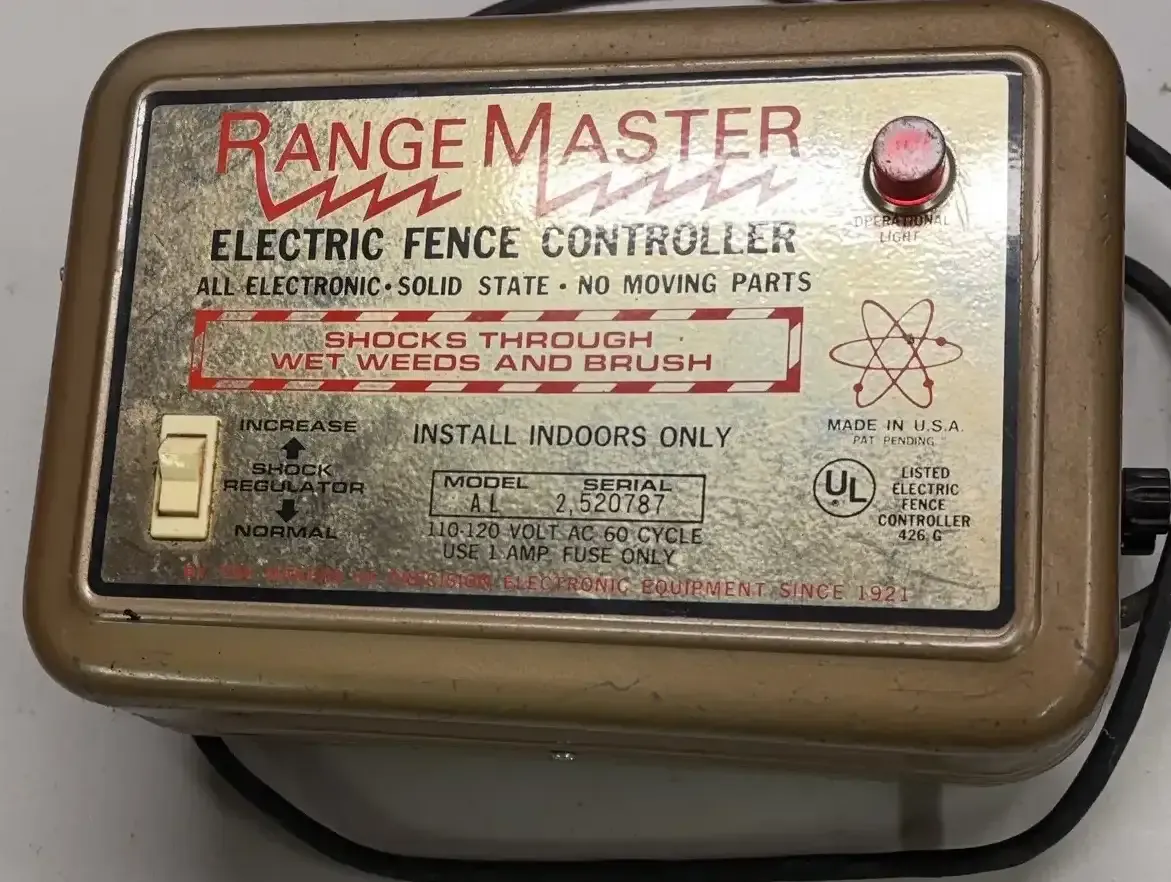 RANGE MASTER
ELECTRIC FENCE CONTROLLER
ALL ELECTRONIC • SOLID STATE • NO MOVING PARTS
SHOCKS THROUGH
WET WEEDS AND BRUSH
OPERATIONAL
LIGHT
INCREASE
SHOCK
REGULATOR
NORMAL
INSTALL INDOORS ONLY
MODEL SERIAL
AL 2,520787
110-120 VOLT AC 60 CYCLE
USE 1 AMP. FUSE ONLY
MADE IN U.S.A.
PAT PENDING
UL
LISTED
ELECTRIC
FENCE
CONTROLLER
426 G
PRECISION ELECTRONIC EQUIPMENT SINCE 1921